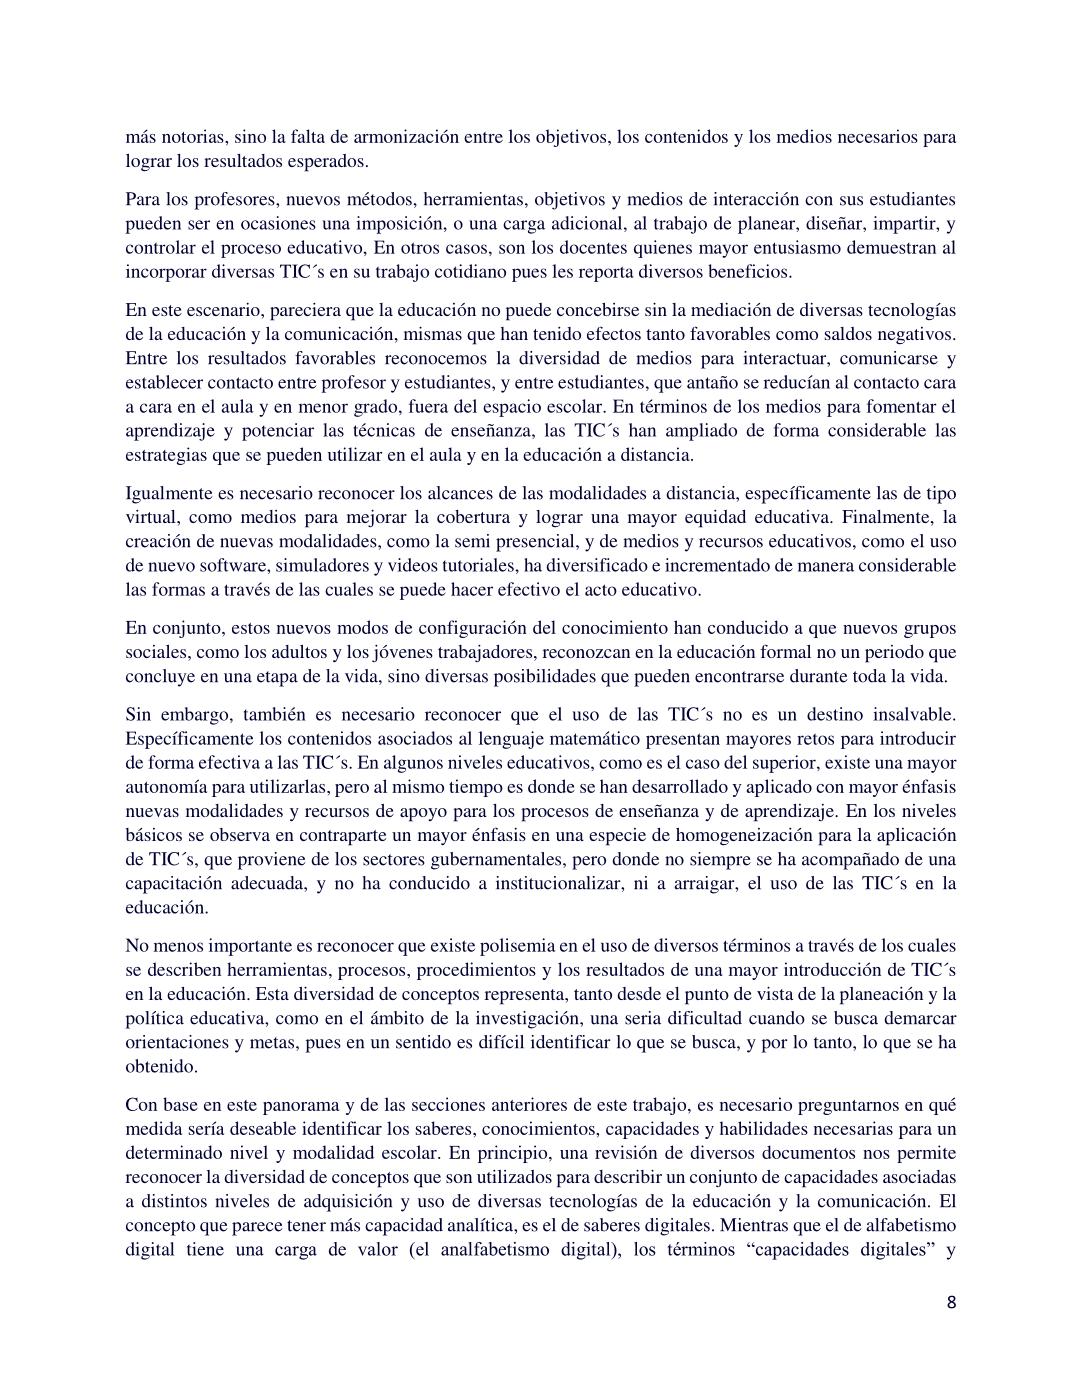 más notorias, sino la falta de armonización entre los objetivos, los contenidos y los medios necesarios para
lograr los resultados esperados.
Para los profesores, nuevos métodos, herramientas, objetivos y medios de interacción con sus estudiantes
pueden ser en ocasiones una imposición, o una carga adicional, al trabajo de planear, diseñar, impartir, y
controlar el proceso educativo, En otros casos, son los docentes quienes mayor entusiasmo demuestran al
incorporar diversas TIC´s en su trabajo cotidiano pues les reporta diversos beneficios.
En este escenario, pareciera que la educación no puede concebirse sin la mediación de diversas tecnologías
de la educación y la comunicación, mismas que han tenido efectos tanto favorables como saldos negativos.
Entre los resultados favorables reconocemos la diversidad de medios para interactuar, comunicarse y
establecer contacto entre profesor y estudiantes, y entre estudiantes, que antaño se reducían al contacto cara
a cara en el aula y en menor grado, fuera del espacio escolar. En términos de los medios para fomentar el
aprendizaje y potenciar las técnicas de enseñanza, las TIC´s han ampliado de forma considerable las
estrategias que se pueden utilizar en el aula y en la educación a distancia.
Igualmente es necesario reconocer los alcances de las modalidades a distancia, específicamente las de tipo
virtual, como medios para mejorar la cobertura y lograr una mayor equidad educativa. Finalmente, la
creación de nuevas modalidades, como la semi presencial, y de medios y recursos educativos, como el uso
de nuevo software, simuladores y videos tutoriales, ha diversificado e incrementado de manera considerable
las formas a través de las cuales se puede hacer efectivo el acto educativo.
En conjunto, estos nuevos modos de configuración del conocimiento han conducido a que nuevos grupos
sociales, como los adultos y los jóvenes trabajadores, reconozcan en la educación formal no un periodo que
concluye en una etapa de la vida, sino diversas posibilidades que pueden encontrarse durante toda la vida.
Sin embargo, también es necesario reconocer que el uso de las TIC´s no es un destino insalvable.
Específicamente los contenidos asociados al lenguaje matemático presentan mayores retos para introducir
de forma efectiva a las TIC´s. En algunos niveles educativos, como es el caso del superior, existe una mayor
autonomía para utilizarlas, pero al mismo tiempo es donde se han desarrollado y aplicado con mayor énfasis
nuevas modalidades y recursos de apoyo para los procesos de enseñanza y de aprendizaje. En los niveles
básicos se observa en contraparte un mayor énfasis en una especie de homogeneización para la aplicación
de TIC´s, que proviene de los sectores gubernamentales, pero donde no siempre se ha acompañado de una
capacitación adecuada, y no ha conducido a institucionalizar, ni a arraigar, el uso de las TIC´s en la
educación.
No menos importante es reconocer que existe polisemia en el uso de diversos términos a través de los cuales
se describen herramientas, procesos, procedimientos y los resultados de una mayor introducción de TIC´s
en la educación. Esta diversidad de conceptos representa, tanto desde el punto de vista de la planeación y la
política educativa, como en el ámbito de la investigación, una seria dificultad cuando se busca demarcar
orientaciones y metas, pues en un sentido es difícil identificar lo que se busca, y por lo tanto, lo que se ha
obtenido.
Con base en este panorama y de las secciones anteriores de este trabajo, es necesario preguntarnos en qué
medida sería deseable identificar los saberes, conocimientos, capacidades y habilidades necesarias para un
determinado nivel y modalidad escolar. En principio, una revisión de diversos documentos nos permite
reconocer la diversidad de conceptos que son utilizados para describir un conjunto de capacidades asociadas
a distintos niveles de adquisición y uso de diversas tecnologías de la educación y la comunicación. El
concepto que parece tener más capacidad analítica, es el de saberes digitales. Mientras que el de alfabetismo
digital tiene una carga de valor (el analfabetismo digital), los términos “capacidades digitales” y
8